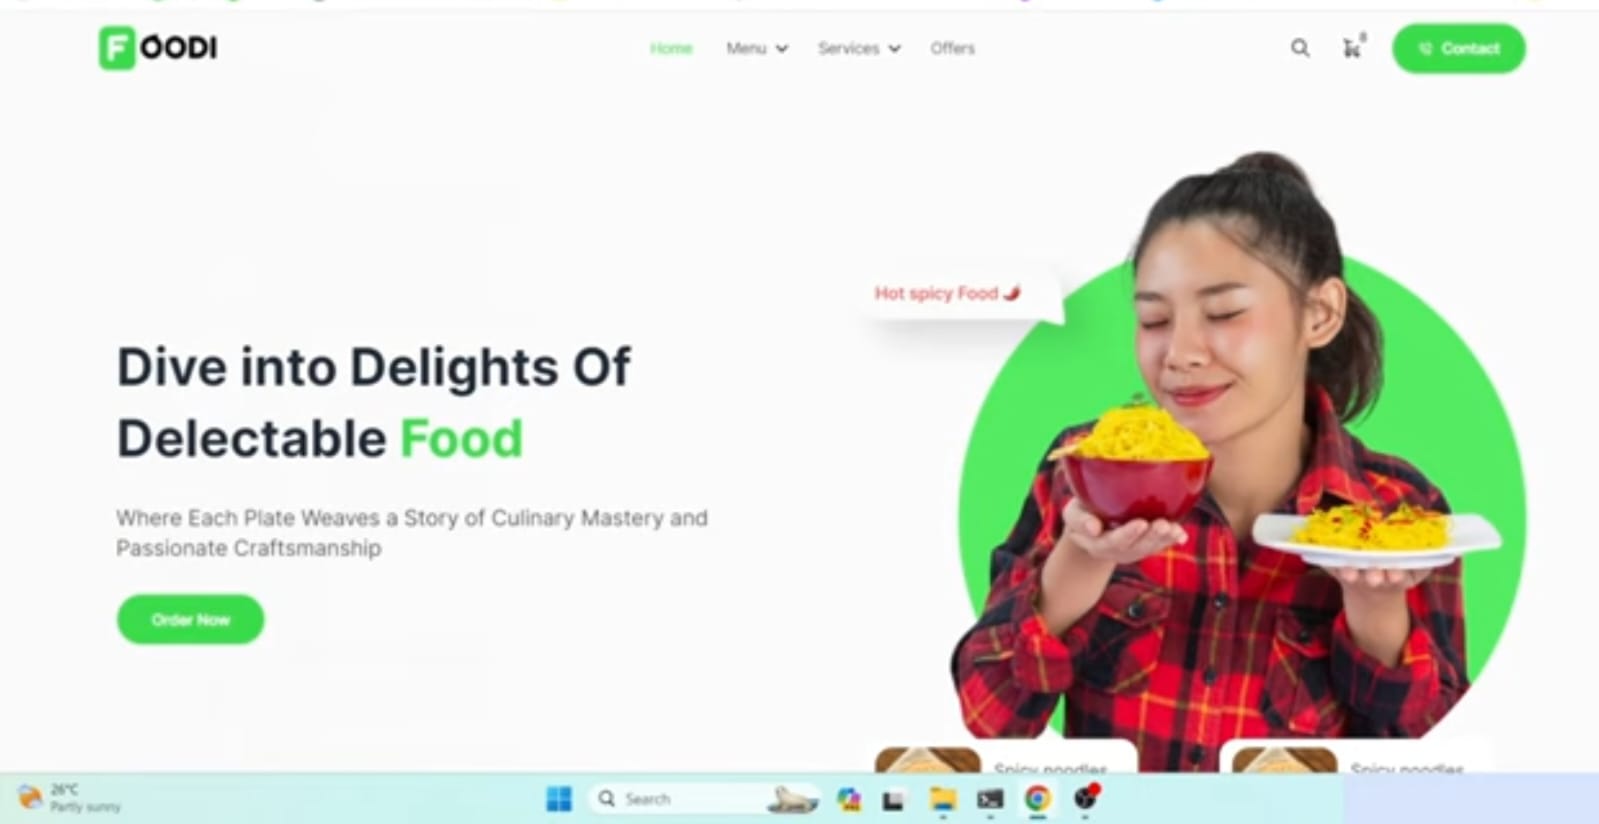 FOODI
Home Menu Services Offers
8
Contact
Hot spicy Food
Dive into Delights Of
Delectable Food
Where Each Plate Weaves a Story of Culinary Mastery and
Passionate Craftsmanship
Order Now
Spicy noodles
Spicy noodles
26°C
Partly sunny
Search